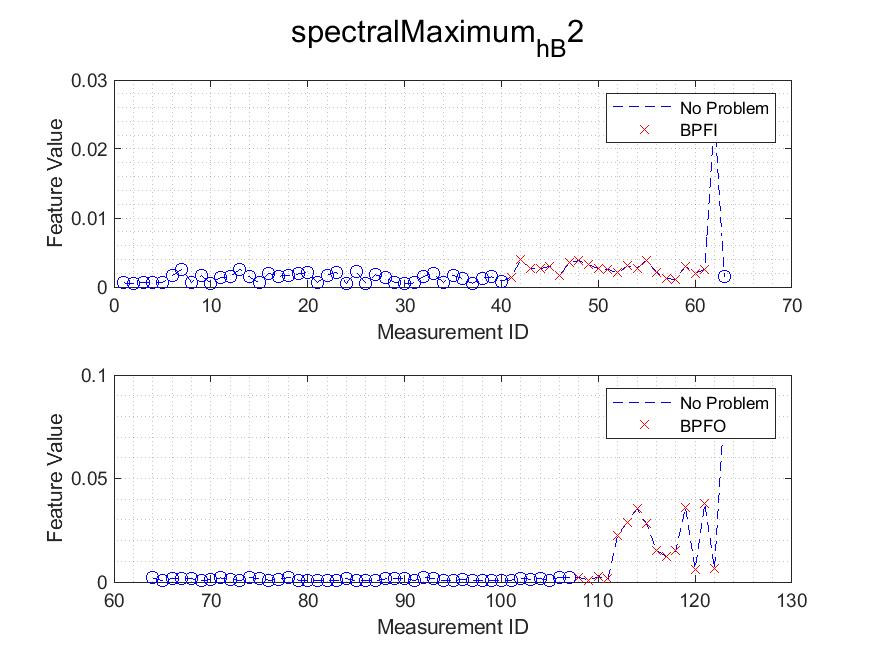 spectralMaximum_hB2
0.03
0.02
0.01
0
Feature Value
No Problem
BPFI
0 10 20 30 40 50 60 70
Measurement ID
0.1
0.05
0
Feature Value
No Problem
BPFO
60 70 80 90 100 110 120 130
Measurement ID